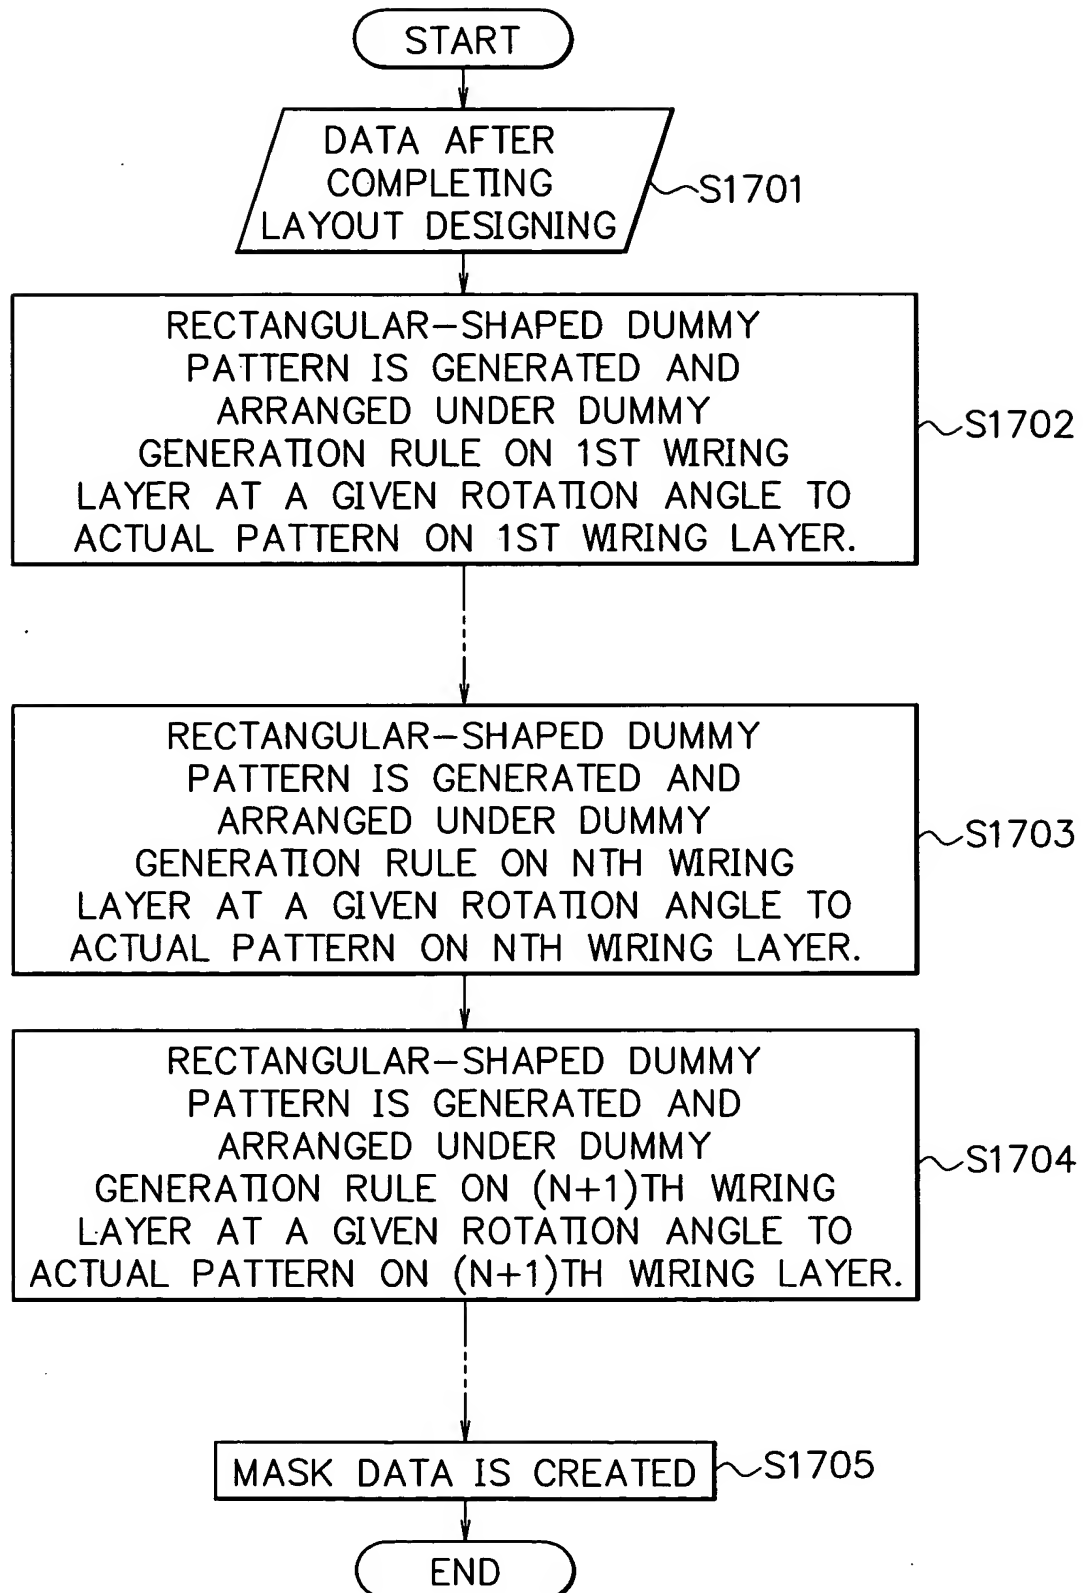 START
DATA AFTER
COMPLETING
LAYOUT DESIGNING
S1701
RECTANGULAR-SHAPED DUMMY
PATTERN IS GENERATED AND
ARRANGED UNDER DUMMY
GENERATION RULE ON 1ST WIRING
LAYER AT A GIVEN ROTATION ANGLE TO
ACTUAL PATTERN ON 1ST WIRING LAYER.
S1702
RECTANGULAR-SHAPED DUMMY
PATTERN IS GENERATED AND
ARRANGED UNDER DUMMY
GENERATION RULE ON NTH WIRING
LAYER AT A GIVEN ROTATION ANGLE TO
ACTUAL PATTERN ON NTH WIRING LAYER.
S1703
RECTANGULAR-SHAPED DUMMY
PATTERN IS GENERATED AND
ARRANGED UNDER DUMMY
GENERATION RULE ON (N+1)TH WIRING
LAYER AT A GIVEN ROTATION ANGLE TO
ACTUAL PATTERN ON (N+1)TH WIRING LAYER.
S1704
MASK DATA IS CREATED
S1705
END